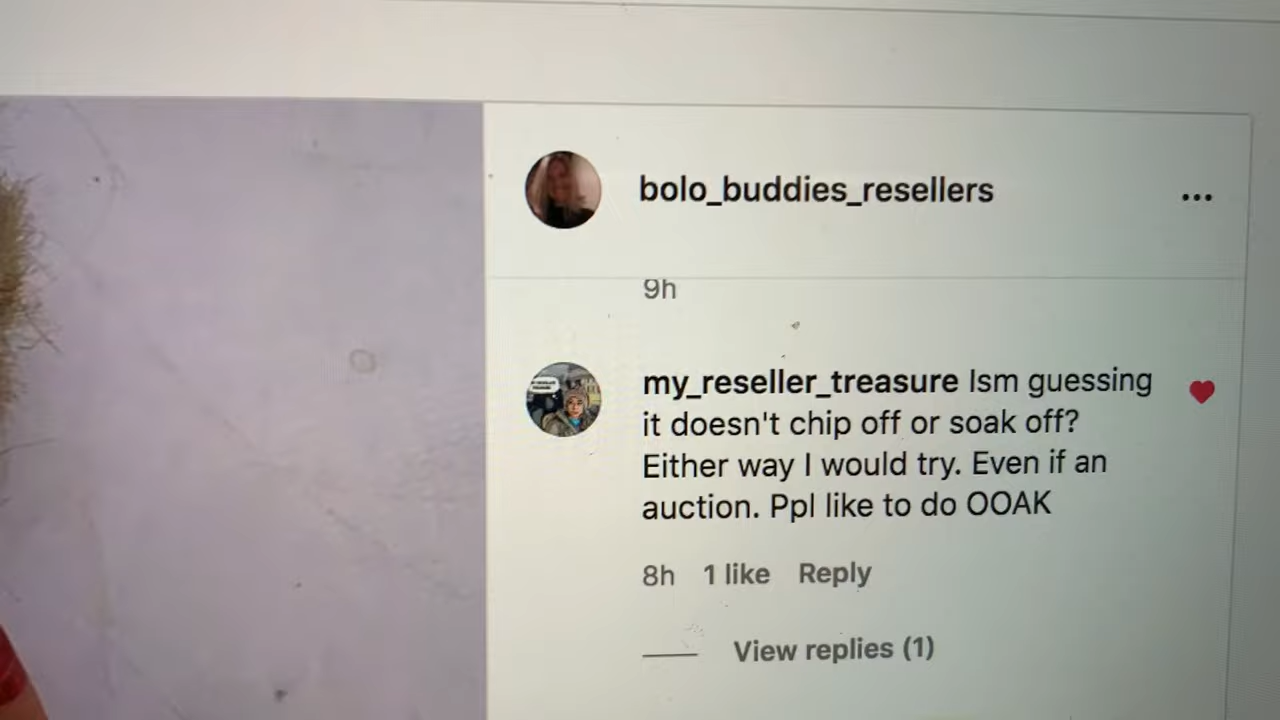 bolo_buddies_resellers
...
9h
my_reseller_treasure Ism guessing
it doesn't chip off or soak off?
Either way I would try. Even if an
auction. Ppl like to do OOAK
8h 1 like Reply
View replies (1)